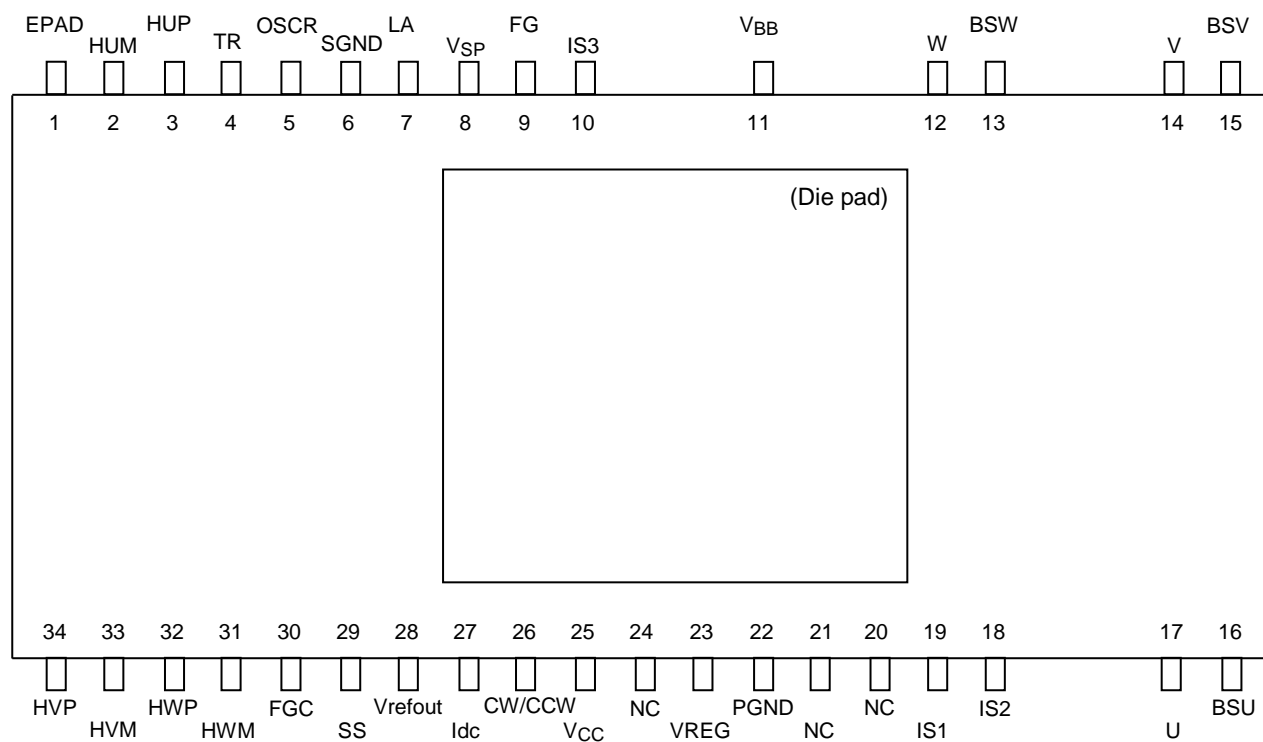 EPAD HUM HUP TR OSCR SGND LA VSP FG IS3 VBB W BSW V BSV
1 2 3 4 5 6 7 8 9 10 11 12 13 14 15
(Die pad)
34 33 32 31 30 29 28 27 26 25 24 23 22 21 20 19 18 17 16
HVP HVM HWP HWM FGC SS Vrefout Idc CW/CCW VCC NC VREG PGND NC NC IS1 IS2 U BSU